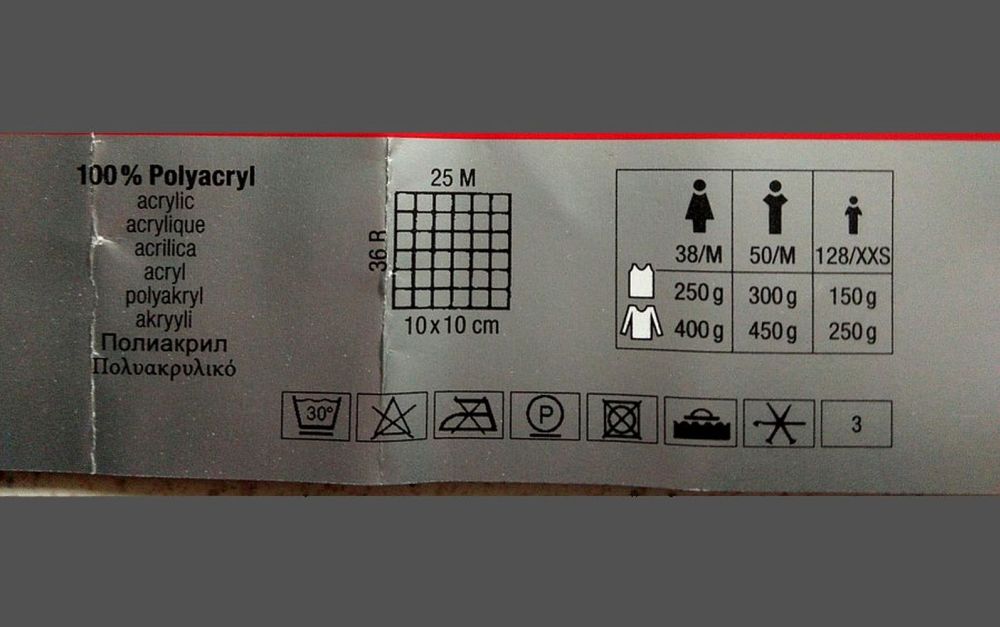 100% Polyacryl
acrylic
acrylique
acrilica
acryl
polyakryl
akryyli
Полиакрил
Πολυακρυλικό
25 M
36 R
10 x 10 cm
38/M 50/M 128/XXS
250 g 300 g 150 g
400 g 450 g 250 g
30° P 3